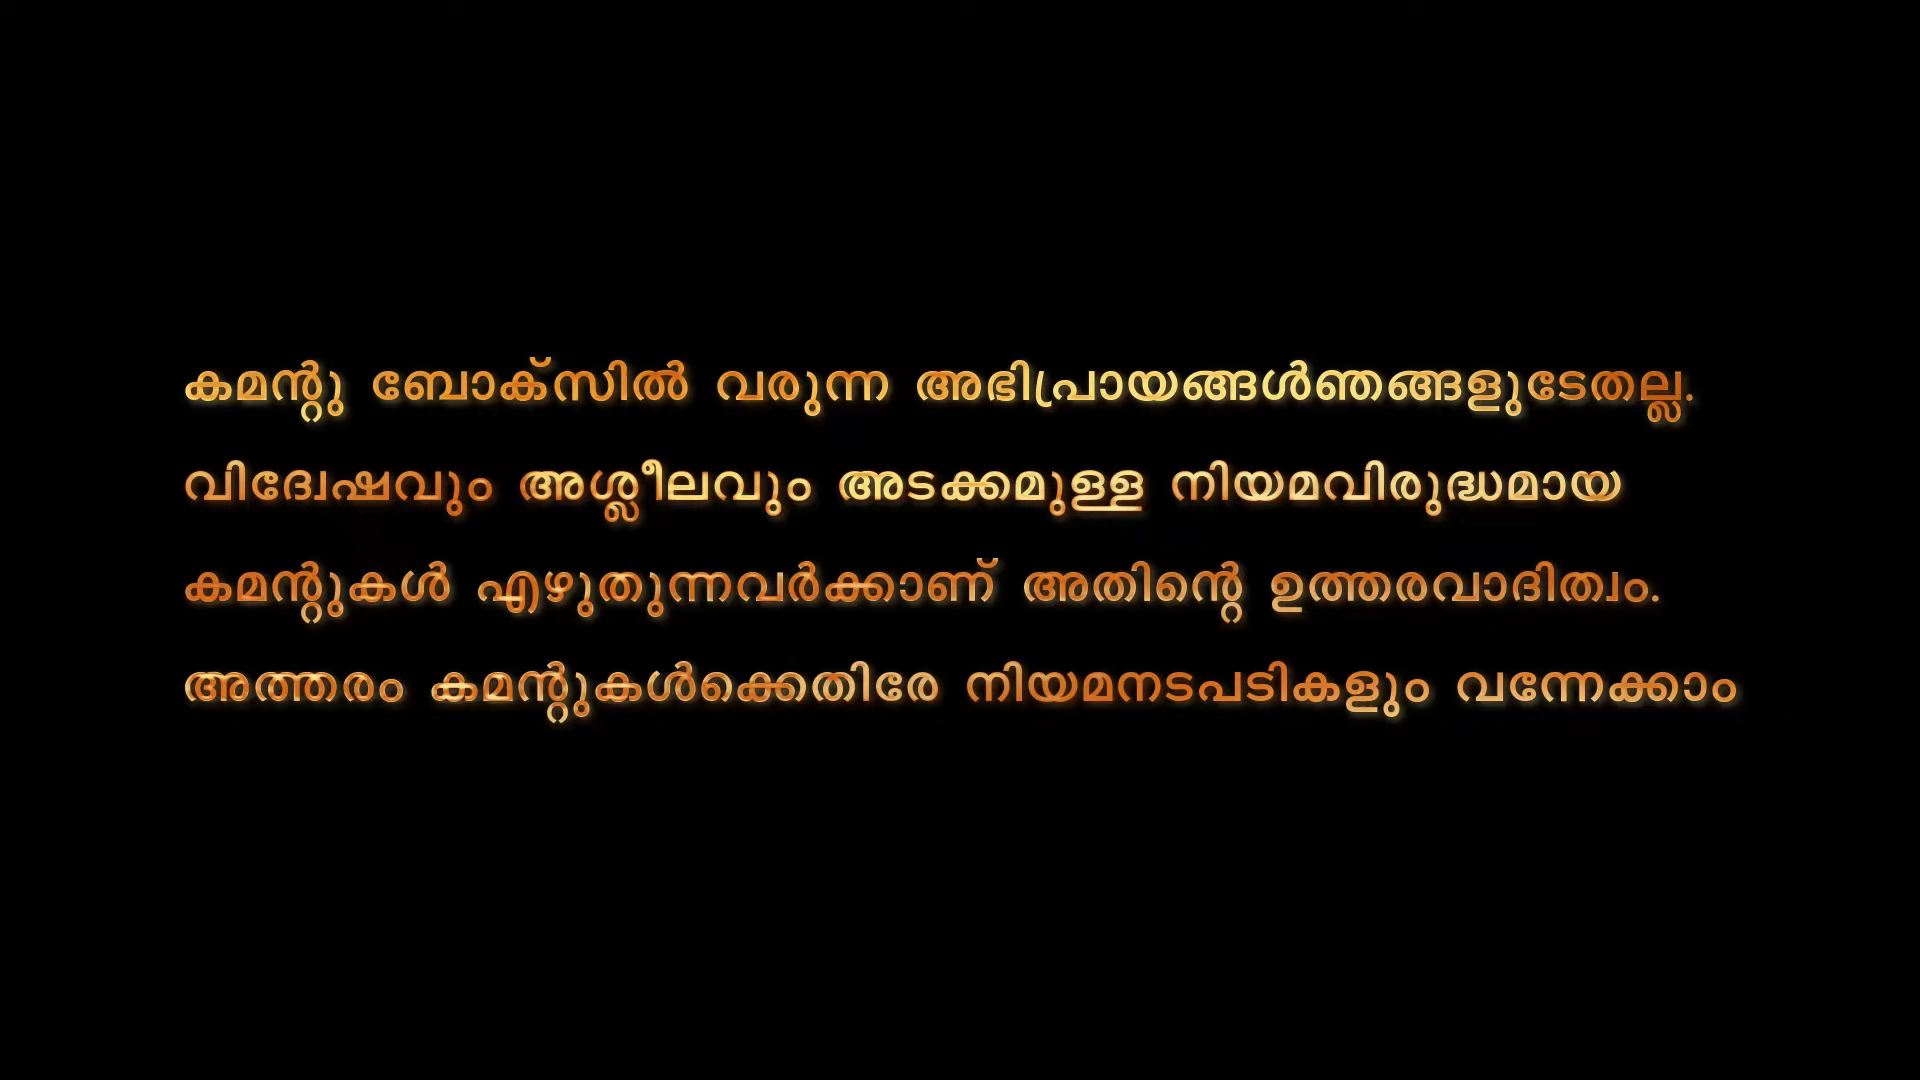 കമന്റു ബോക്സിൽ വരുന്ന അഭിപ്രായങ്ങൾഞങ്ങളുടേതല്ല.
വിദ്വേഷവും അശ്ലീലവും അടക്കമുള്ള നിയമവിരുദ്ധമായ
കമന്റുകൾ എഴുതുന്നവർക്കാണ് അതിന്റെ ഉത്തരവാദിത്വം.
അത്തരം കമന്റുകൾക്കെതിരേ നിയമനടപടികളും വന്നേക്കാം